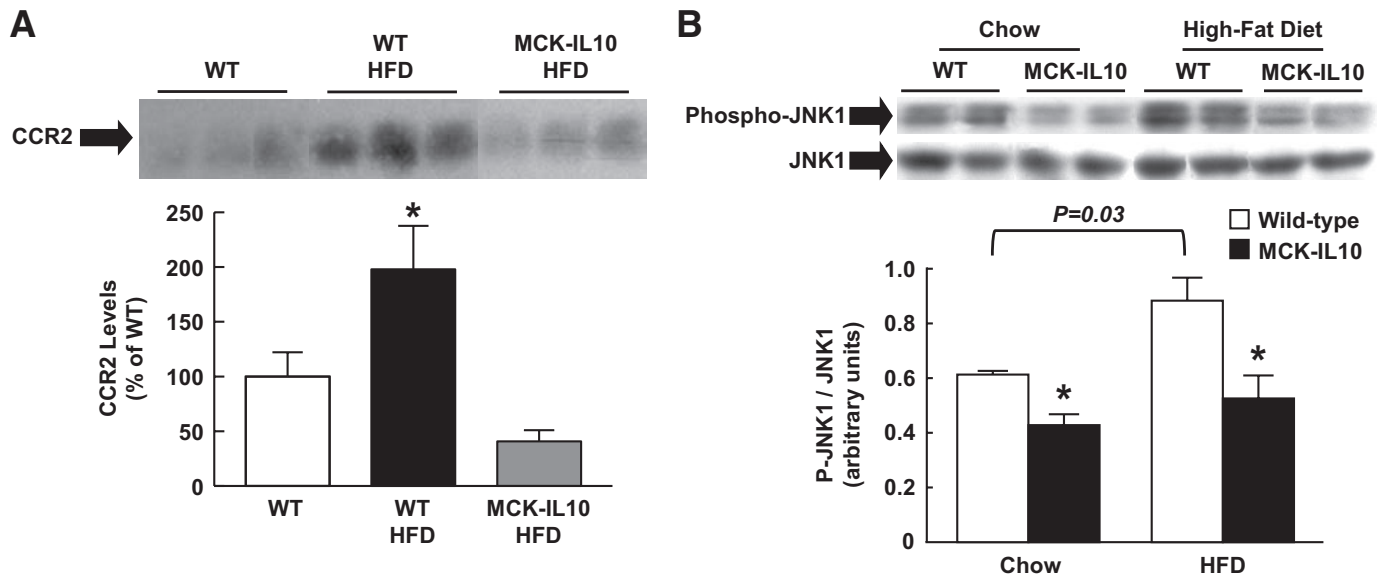 A
WT
WT
HFD
MCK-IL10
HFD
CCR2
CCR2 Levels
(% of WT)
250
*
200
150
100
50
0
WT
WT
HFD
MCK-IL10
HFD
B
Chow
High-Fat Diet
WT
MCK-IL10
WT
MCK-IL10
Phospho-JNK1
JNK1
P=0.03
Wild-type
MCK-IL10
P-JNK1 / JNK1
(arbitrary units)
1.0
0.8
0.6
0.4
0.2
0
*
*
Chow
HFD